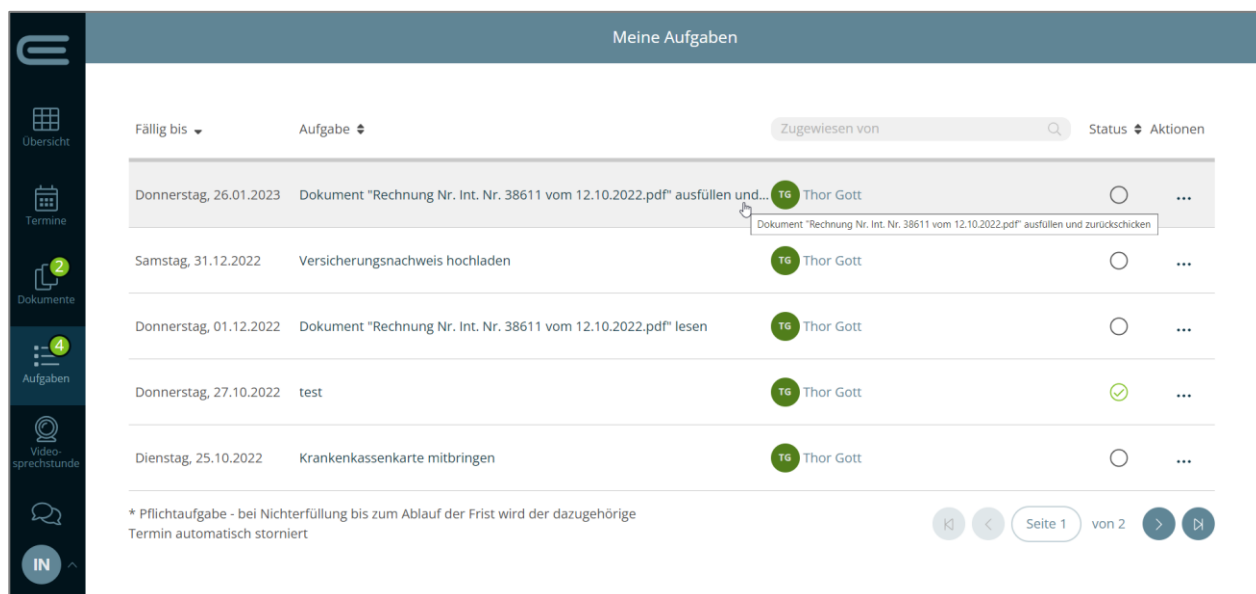 Meine Aufgaben
Übersicht
Termine
2
Dokumente
4
Aufgaben
Video-
sprechstunde
IN
Fällig bis Aufgabe Zugewiesen von Status Aktionen
Donnerstag, 26.01.2023 Dokument "Rechnung Nr. Int. Nr. 38611 vom 12.10.2022.pdf" ausfüllen und... TG Thor Gott ...
Dokument "Rechnung Nr. Int. Nr. 38611 vom 12.10.2022.pdf" ausfüllen und zurückschicken
Samstag, 31.12.2022 Versicherungsnachweis hochladen TG Thor Gott ...
Donnerstag, 01.12.2022 Dokument "Rechnung Nr. Int. Nr. 38611 vom 12.10.2022.pdf" lesen TG Thor Gott ...
Donnerstag, 27.10.2022 test TG Thor Gott ...
Dienstag, 25.10.2022 Krankenkassenkarte mitbringen TG Thor Gott ...
* Pflichtaufgabe - bei Nichterfüllung bis zum Ablauf der Frist wird der dazugehörige
Termin automatisch storniert
Seite 1 von 2